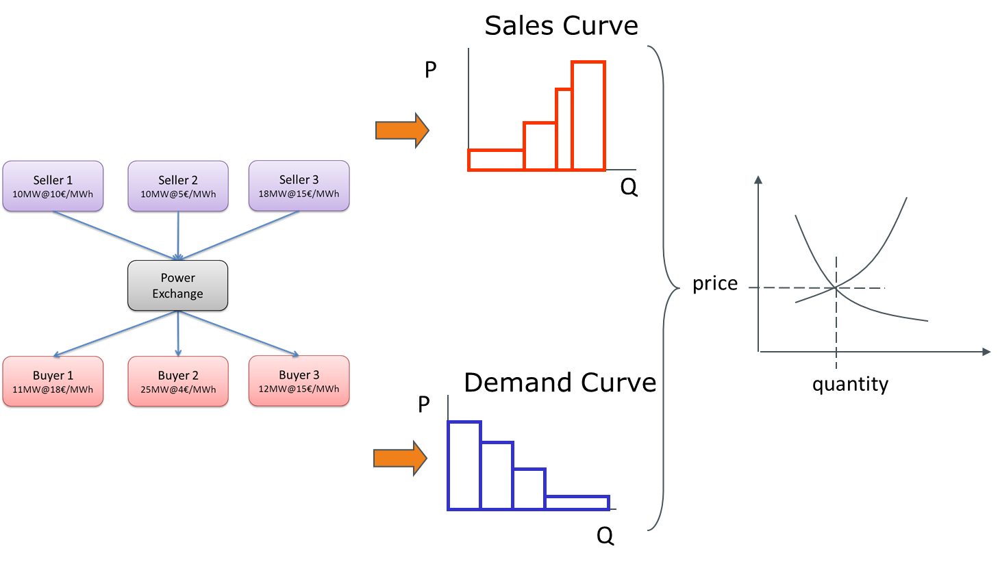 Sales Curve
P
Q
Seller 1
10MW@10€/MWh
Seller 2
10MW@5€/MWh
Seller 3
18MW@15€/MWh
Power
Exchange
Buyer 1
11MW@18€/MWh
Buyer 2
25MW@4€/MWh
Buyer 3
12MW@15€/MWh
Demand Curve
P
Q
price
quantity